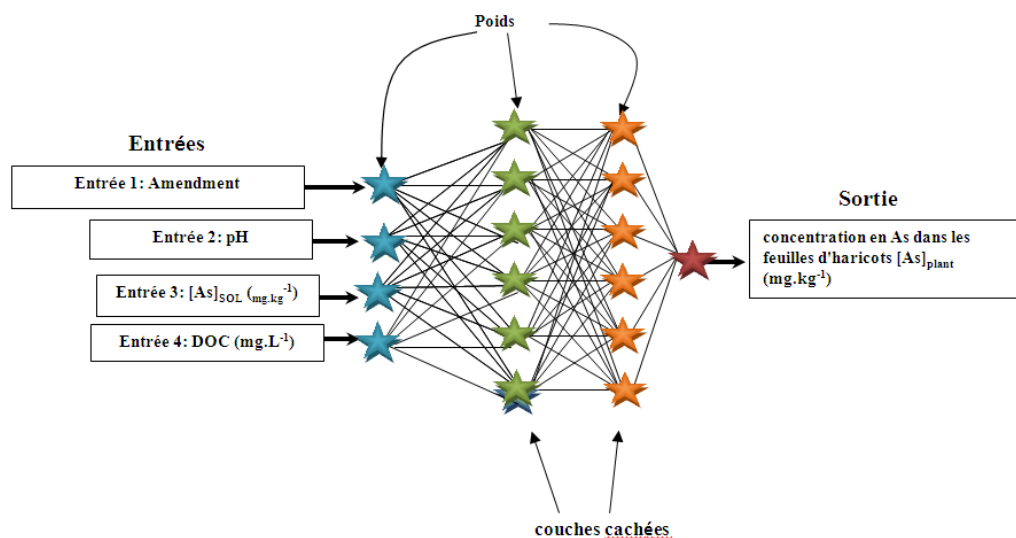 Poids
Entrées
Entrée 1: Amendment
Entrée 2: pH
Entrée 3: [As]SOL (mg.kg-1)
Entrée 4: DOC (mg.L-1)
Sortie
concentration en As dans les
feuilles d'haricots [As]plant
(mg.kg-1)
couches cachées